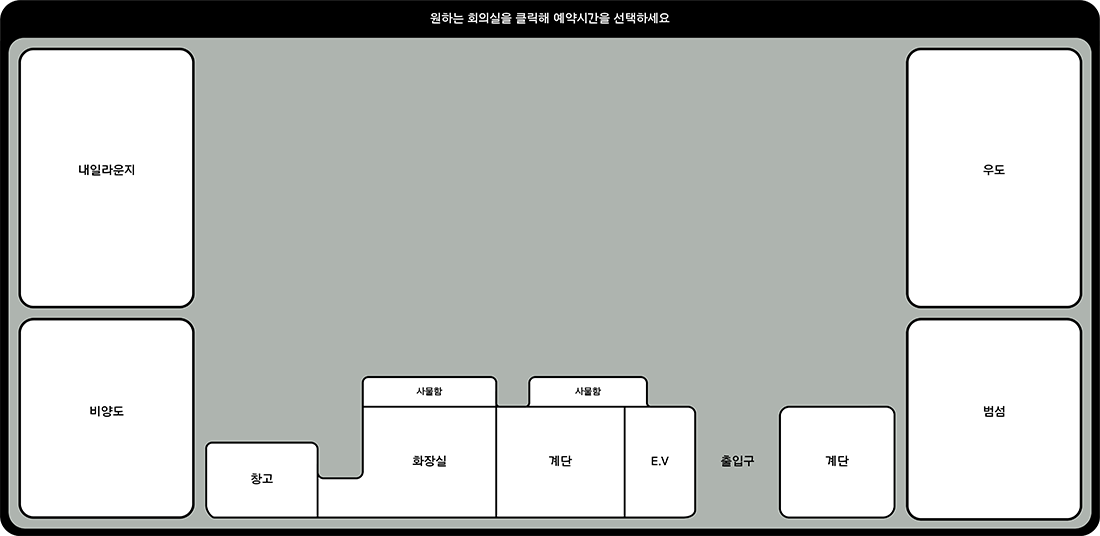 원하는 회의실을 클릭해 예약시간을 선택하세요
내일라운지
우도
비양도
범섬
사물함
사물함
창고
화장실
계단
E.V
출입구
계단